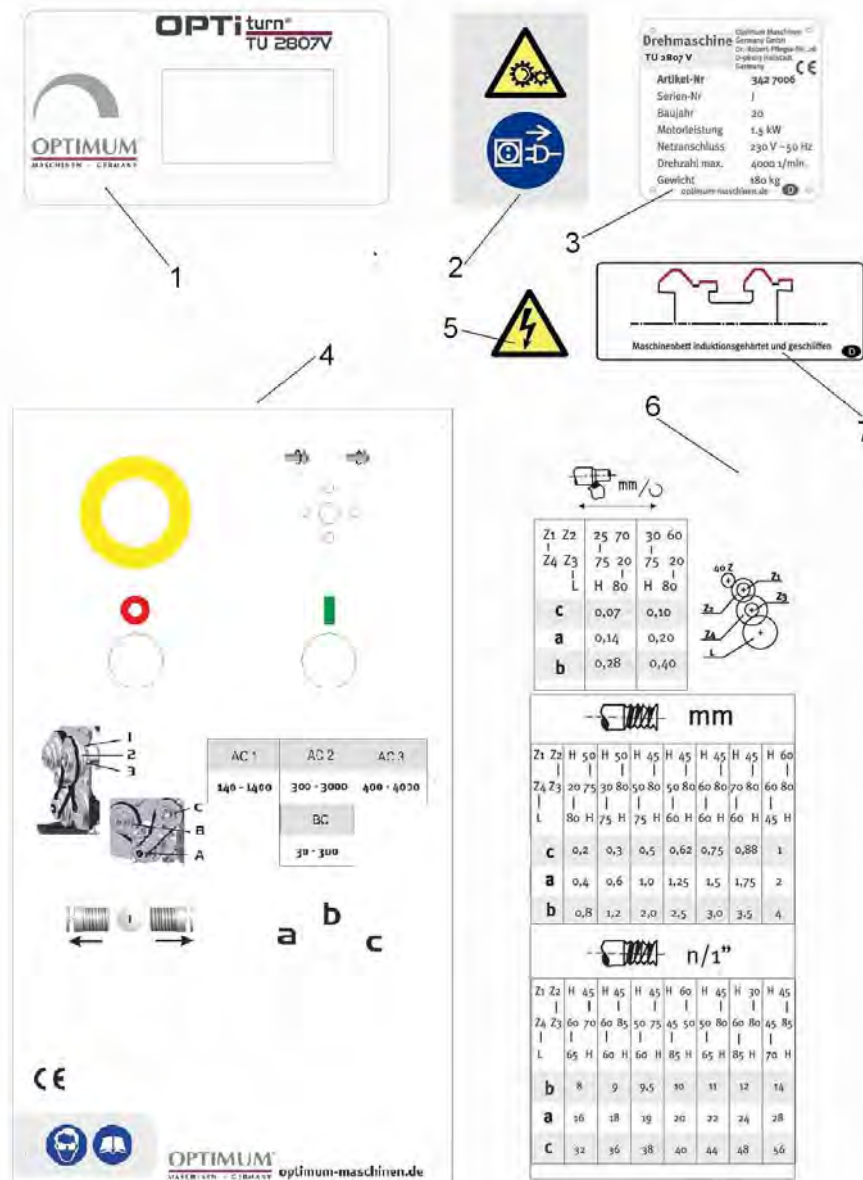 OPTi turn®
TU 2807V
OPTIMUM®
MASCHINEN - GERMANY
1
2
Drehmaschine
TU 2807 V
Optimum Maschinen
Germany GmbH
Germany
CE
Artikel-Nr 342 7006
Serien-Nr
Baujahr 20
Motorleistung 1.5 kW
Netzanschluss 230 V ~50 Hz
Drehzahl max. 4000 1/min.
Gewicht 180 kg
optimum-maschinen.de D
3
5
Maschinenbett induktionsgehärtet und geschliffen D
7
4
6
1
2
3
C
B
A
AC 1 AC 2 AC 3
140 - 1400 300 - 3000 400 - 4000
BC
30 - 300
a b c
CE
OPTIMUM®
MASCHINEN - GERMANY
optimum-maschinen.de
mm/
Z1 Z2 25 70 30 60
Z4 Z3 75 20 75 20
L H 80 H 80
c 0,07 0,10
a 0,14 0,20
b 0,28 0,40
40 Z
Z1
Z2
Z3
Z4
L
mm
Z1 Z2 H 50 H 50 H 45 H 45 H 45 H 45 H 60
Z4 Z3 20 75 30 80 50 80 50 80 60 80 70 80 60 80
L 80 H 75 H 75 H 60 H 60 H 60 H 45 H
c 0,2 0,3 0,5 0,62 0,75 0,88 1
a 0,4 0,6 1,0 1,25 1,5 1,75 2
b 0,8 1,2 2,0 2,5 3,0 3,5 4
n/1"
Z1 Z2 H 45 H 45 H 45 H 60 H 45 H 30 H 45
Z4 Z3 60 70 60 85 50 75 45 50 50 80 60 80 45 85
L 65 H 60 H 60 H 85 H 65 H 85 H 70 H
b 8 9 9,5 10 11 12 14
a 16 18 19 20 22 24 28
c 32 36 38 40 44 48 56